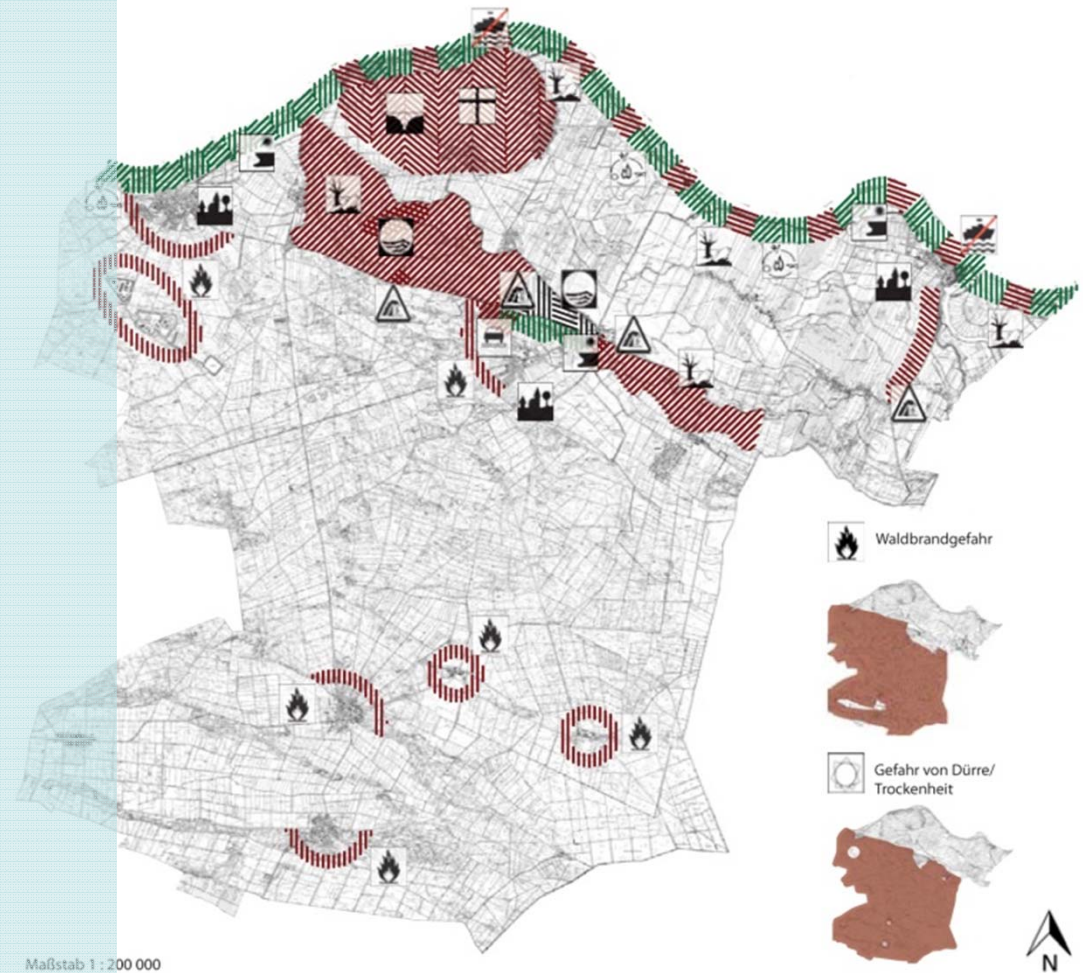 Waldbrandgefahr
Gefahr von Dürre/
Trockenheit
Maßstab 1 : 200 000
N